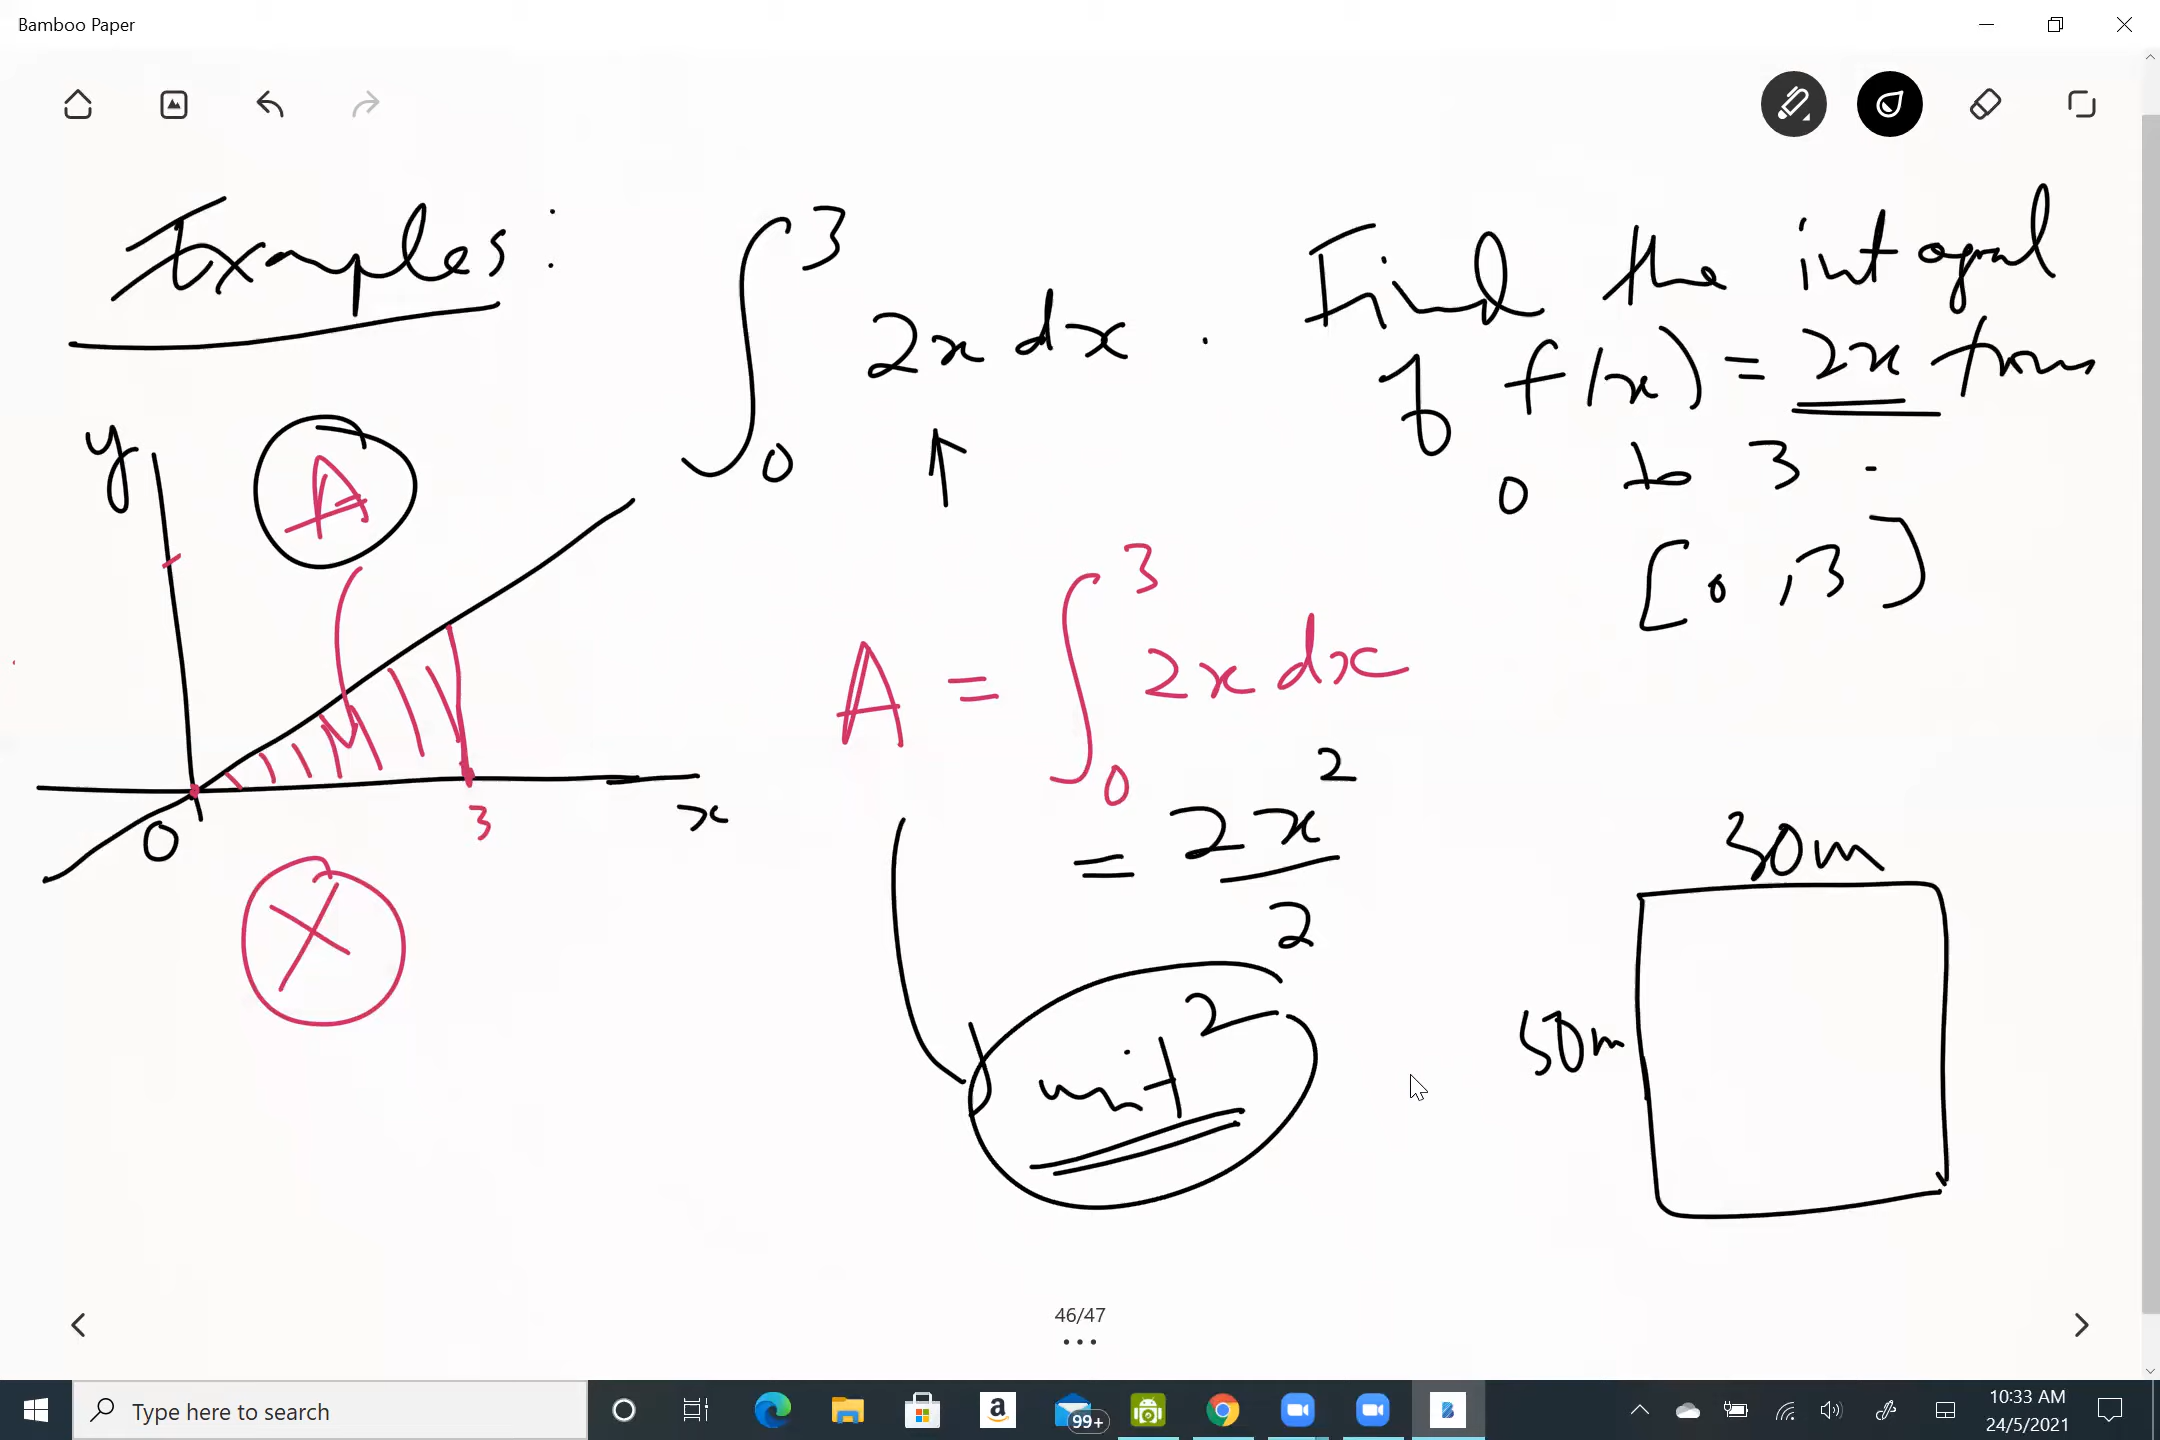 Bamboo Paper
Examples:
∫₀³ 2x dx .
Find the integral
of f(x) = 2x from
0 to 3 .
[0, 3]
y
A
0
3
x
X
A = ∫₀³ 2x dx
= 2x²/2
unit²
30m
50m
46/47
Type here to search
99+
10:33 AM
24/5/2021